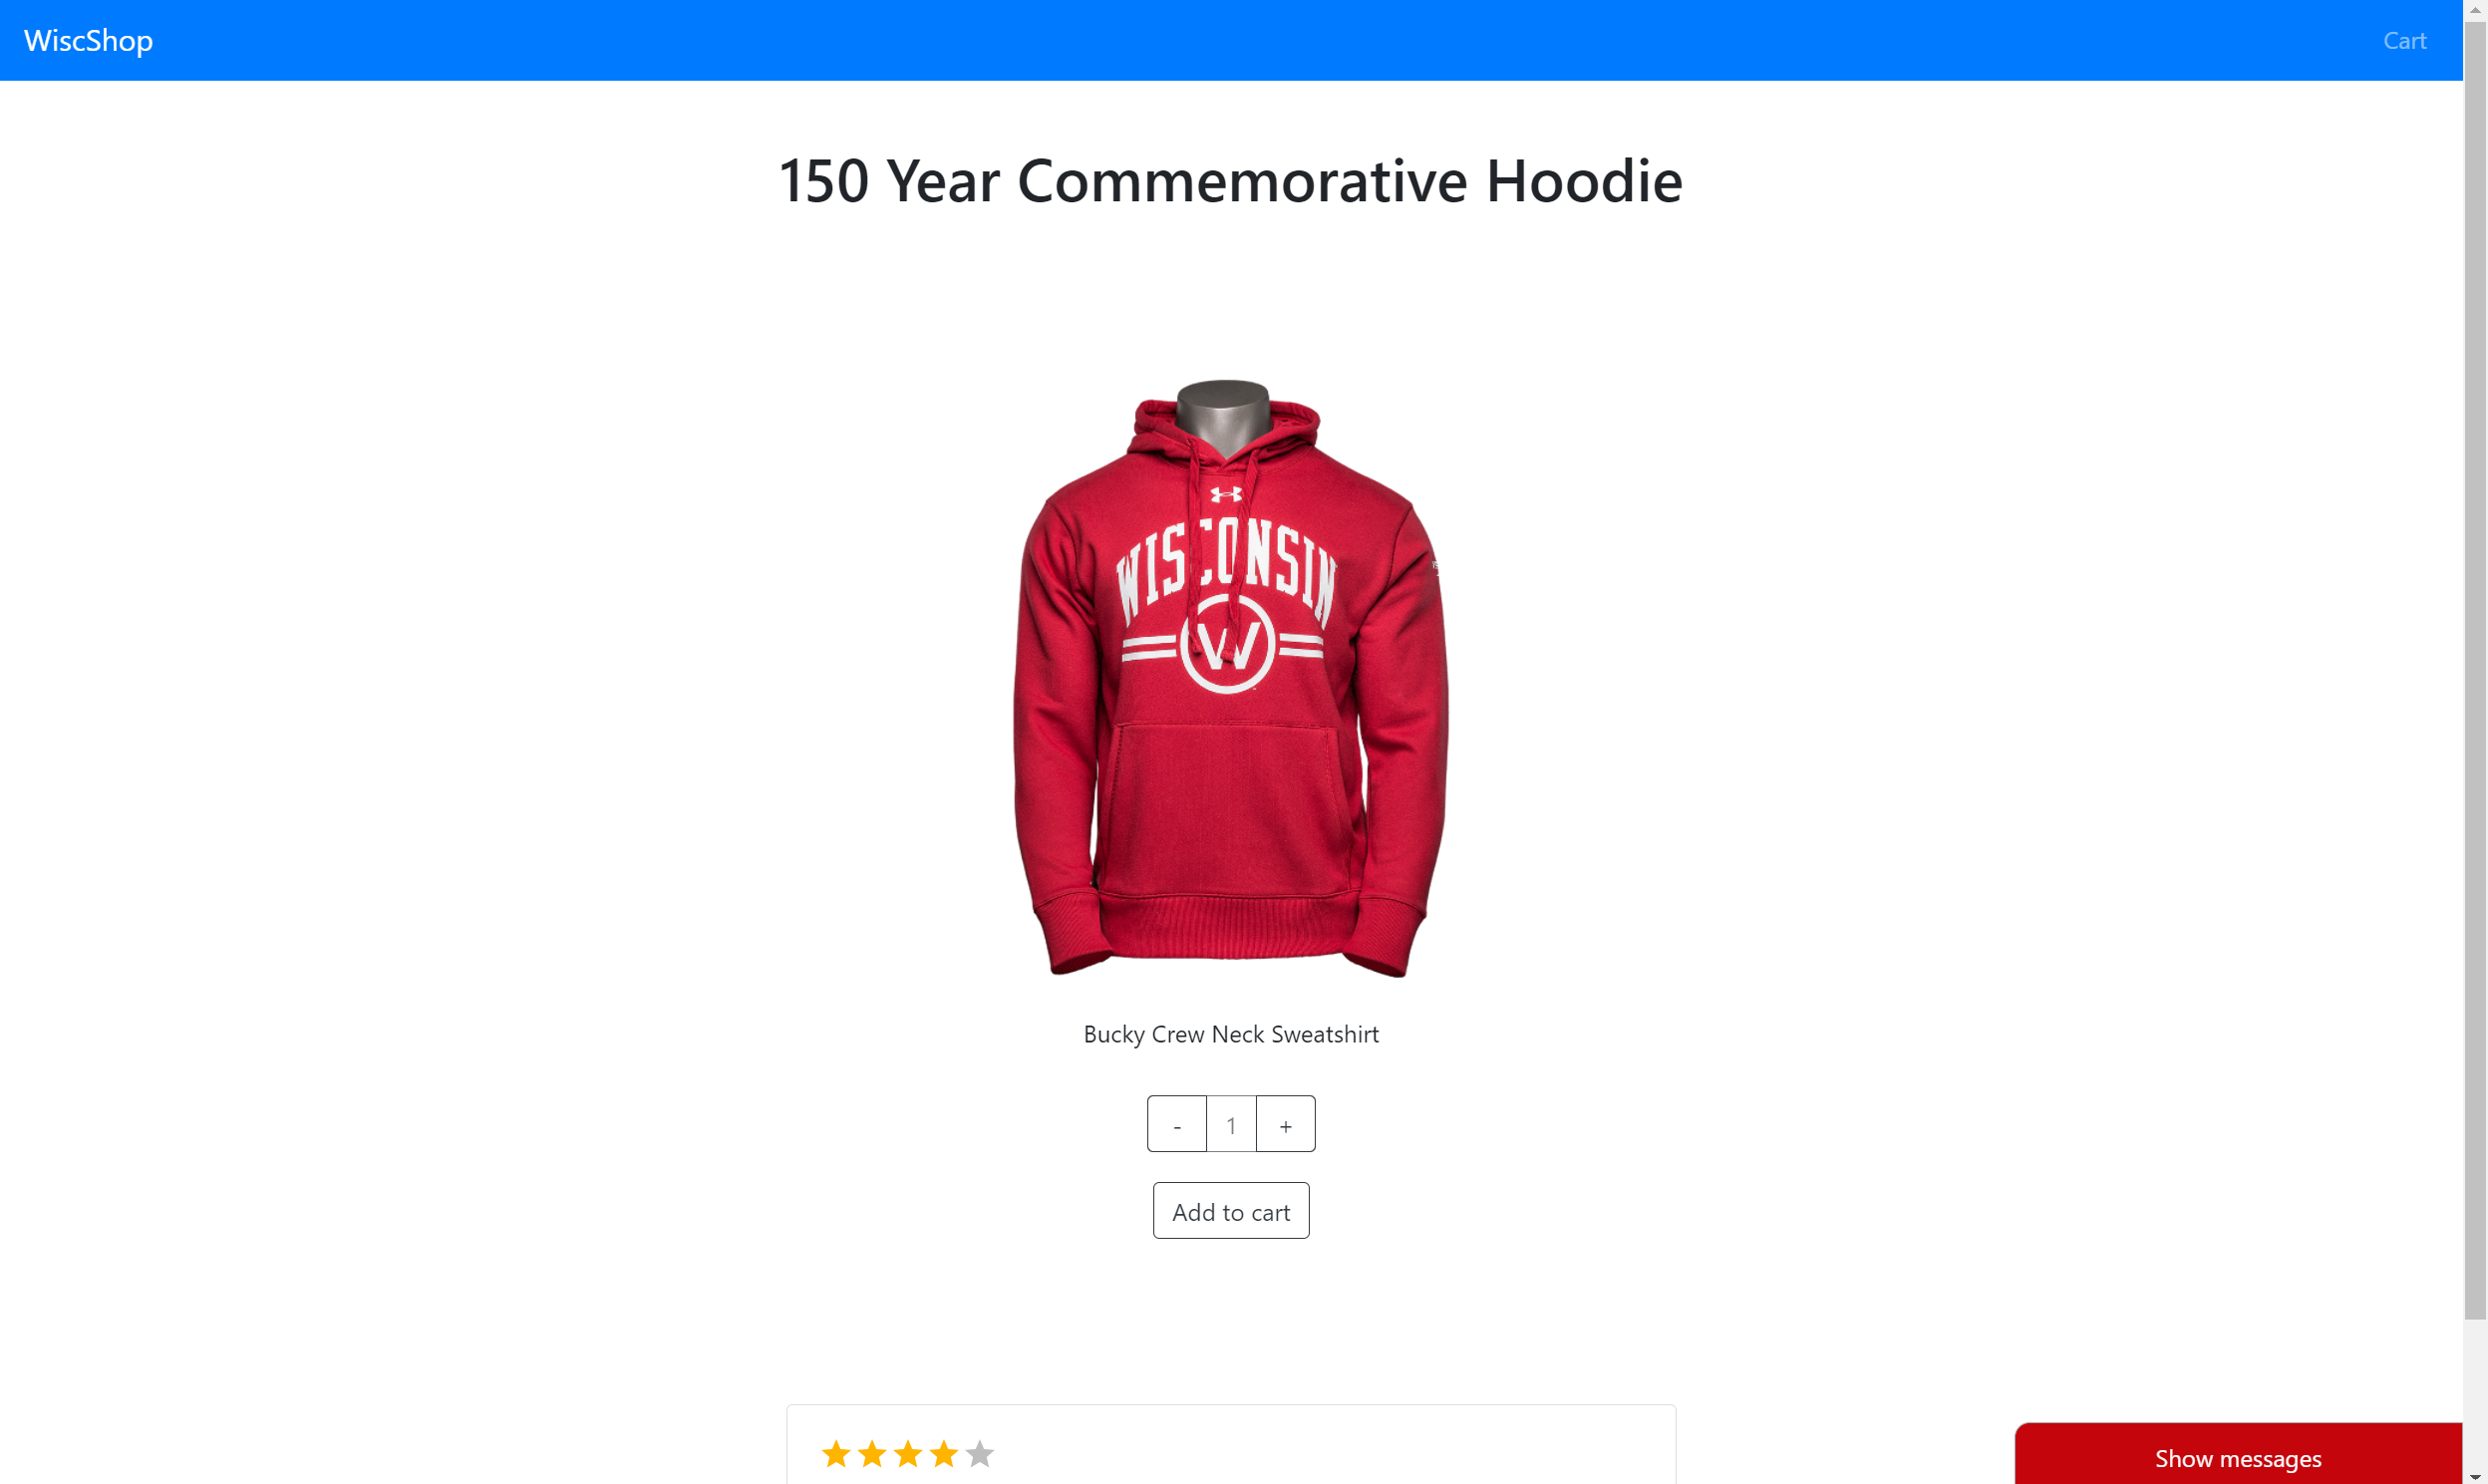 WiscShop
Cart
150 Year Commemorative Hoodie
WISCONSIN
W
Bucky Crew Neck Sweatshirt
- 1 +
Add to cart
Show messages